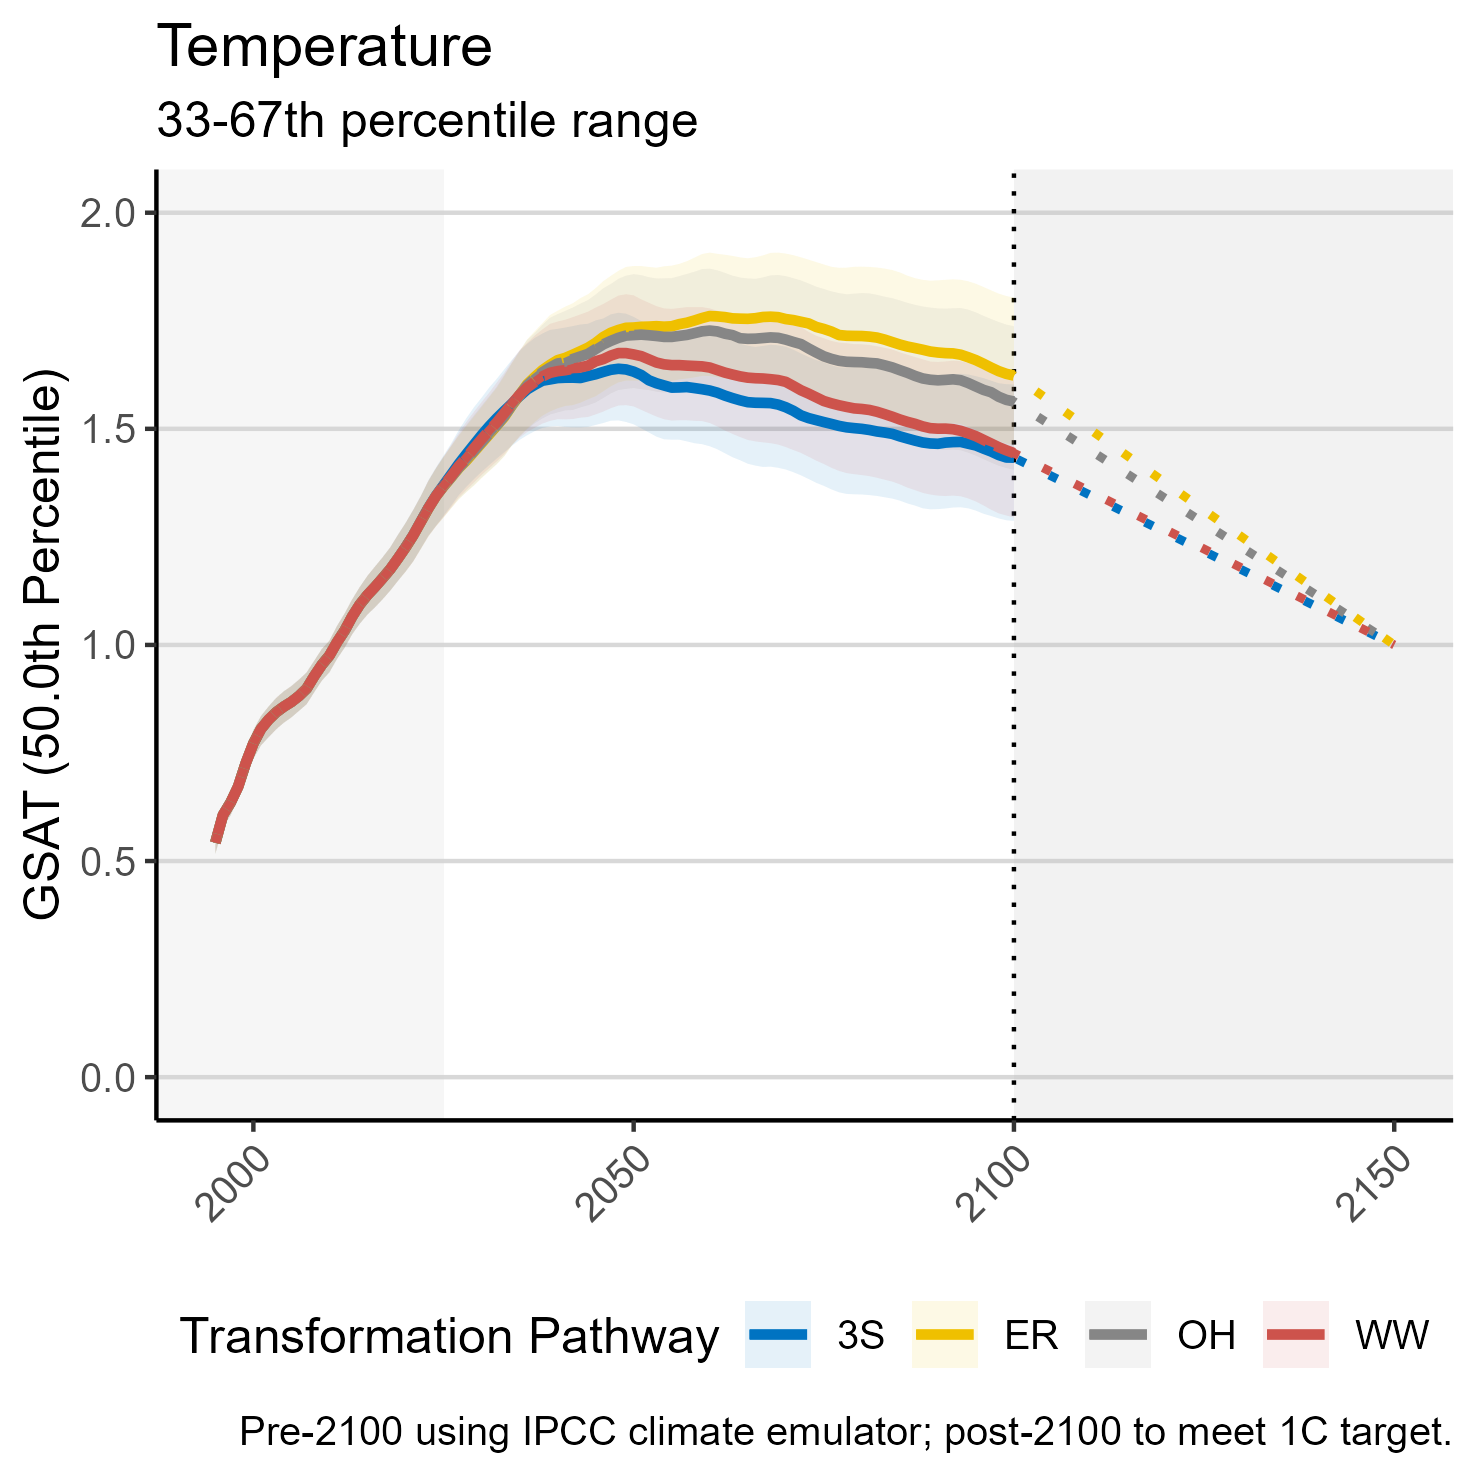 Temperature
33-67th percentile range
GSAT (50.0th Percentile)
2.0
1.5
1.0
0.5
0.0
2000
2050
2100
2150
Transformation Pathway 3S ER OH WW
Pre-2100 using IPCC climate emulator; post-2100 to meet 1C target.